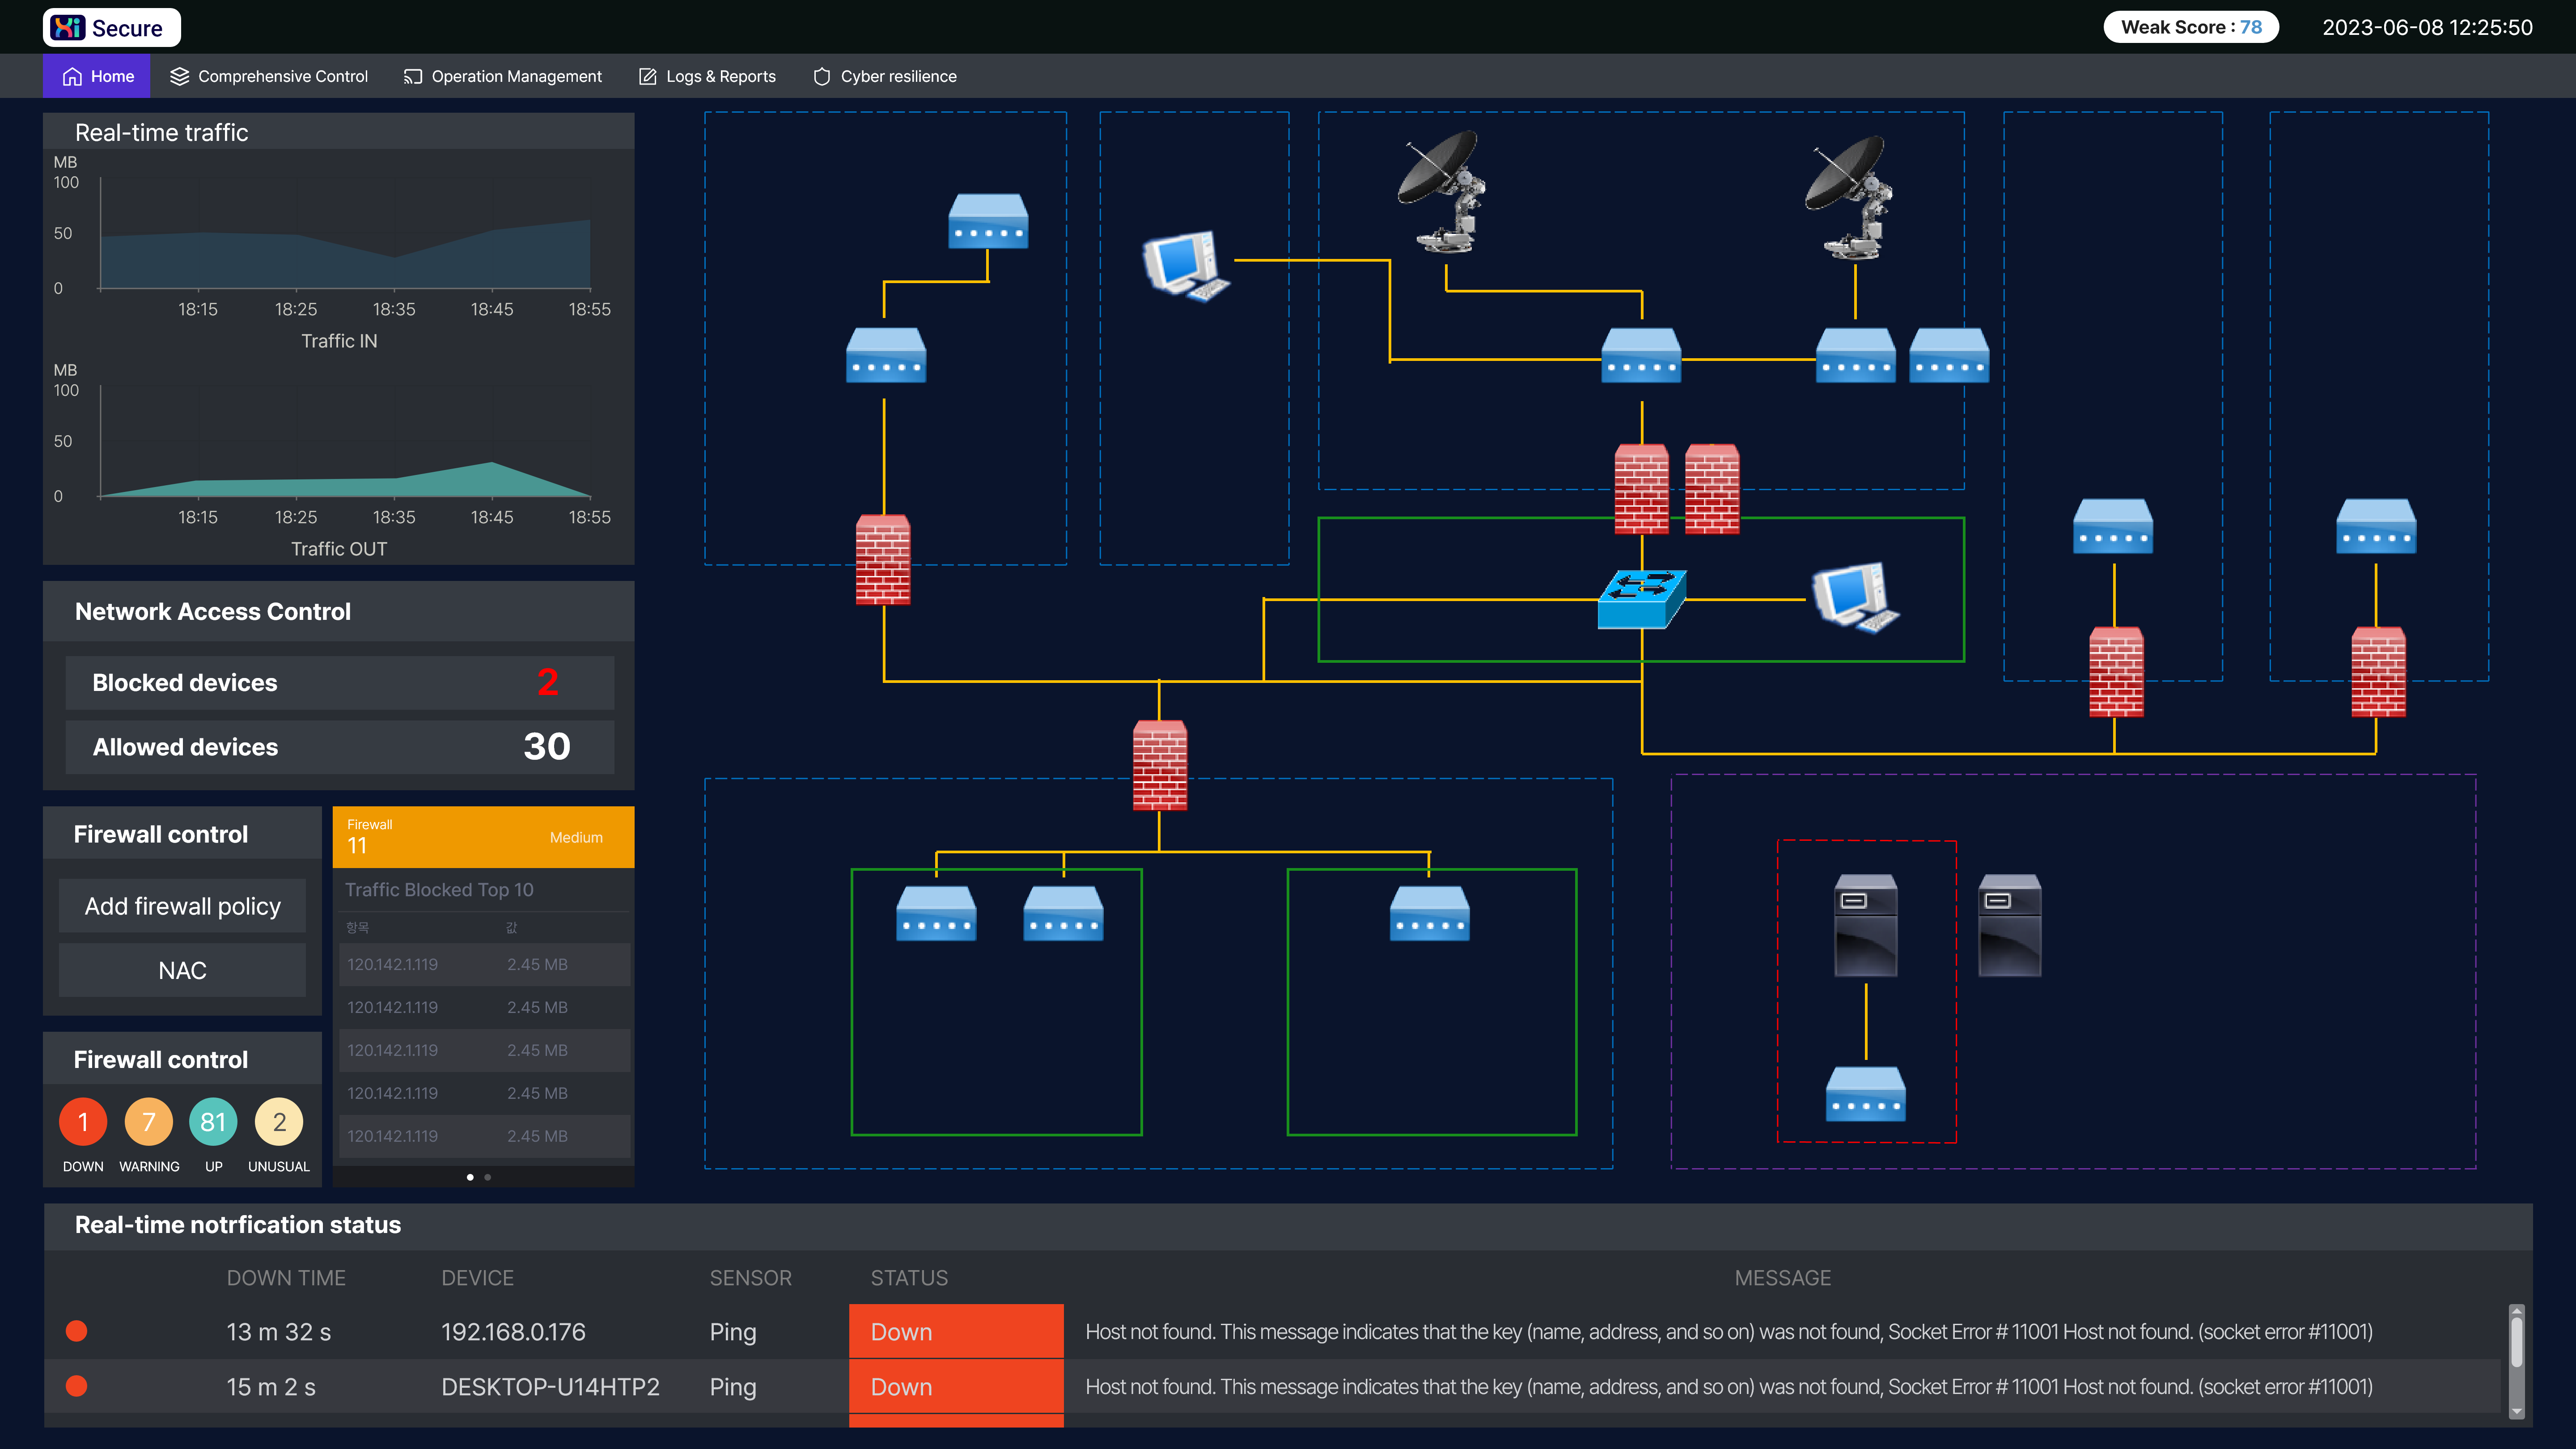 Xi Secure
Weak Score : 78
2023-06-08 12:25:50
Home
Comprehensive Control
Operation Management
Logs & Reports
Cyber resilience
Real-time traffic
MB
100
50
0
18:15 18:25 18:35 18:45 18:55
Traffic IN
MB
100
50
0
18:15 18:25 18:35 18:45 18:55
Traffic OUT
Network Access Control
Blocked devices 2
Allowed devices 30
Firewall control
Add firewall policy
NAC
Firewall control
1 7 81 2
DOWN WARNING UP UNUSUAL
Firewall
11
Medium
Traffic Blocked Top 10
항목 값
120.142.1.119 2.45 MB
120.142.1.119 2.45 MB
120.142.1.119 2.45 MB
120.142.1.119 2.45 MB
120.142.1.119 2.45 MB
Real-time notrfication status
DOWN TIME DEVICE SENSOR STATUS MESSAGE
13 m 32 s 192.168.0.176 Ping Down Host not found. This message indicates that the key (name, address, and so on) was not found, Socket Error # 11001 Host not found. (socket error #11001)
15 m 2 s DESKTOP-U14HTP2 Ping Down Host not found. This message indicates that the key (name, address, and so on) was not found, Socket Error # 11001 Host not found. (socket error #11001)